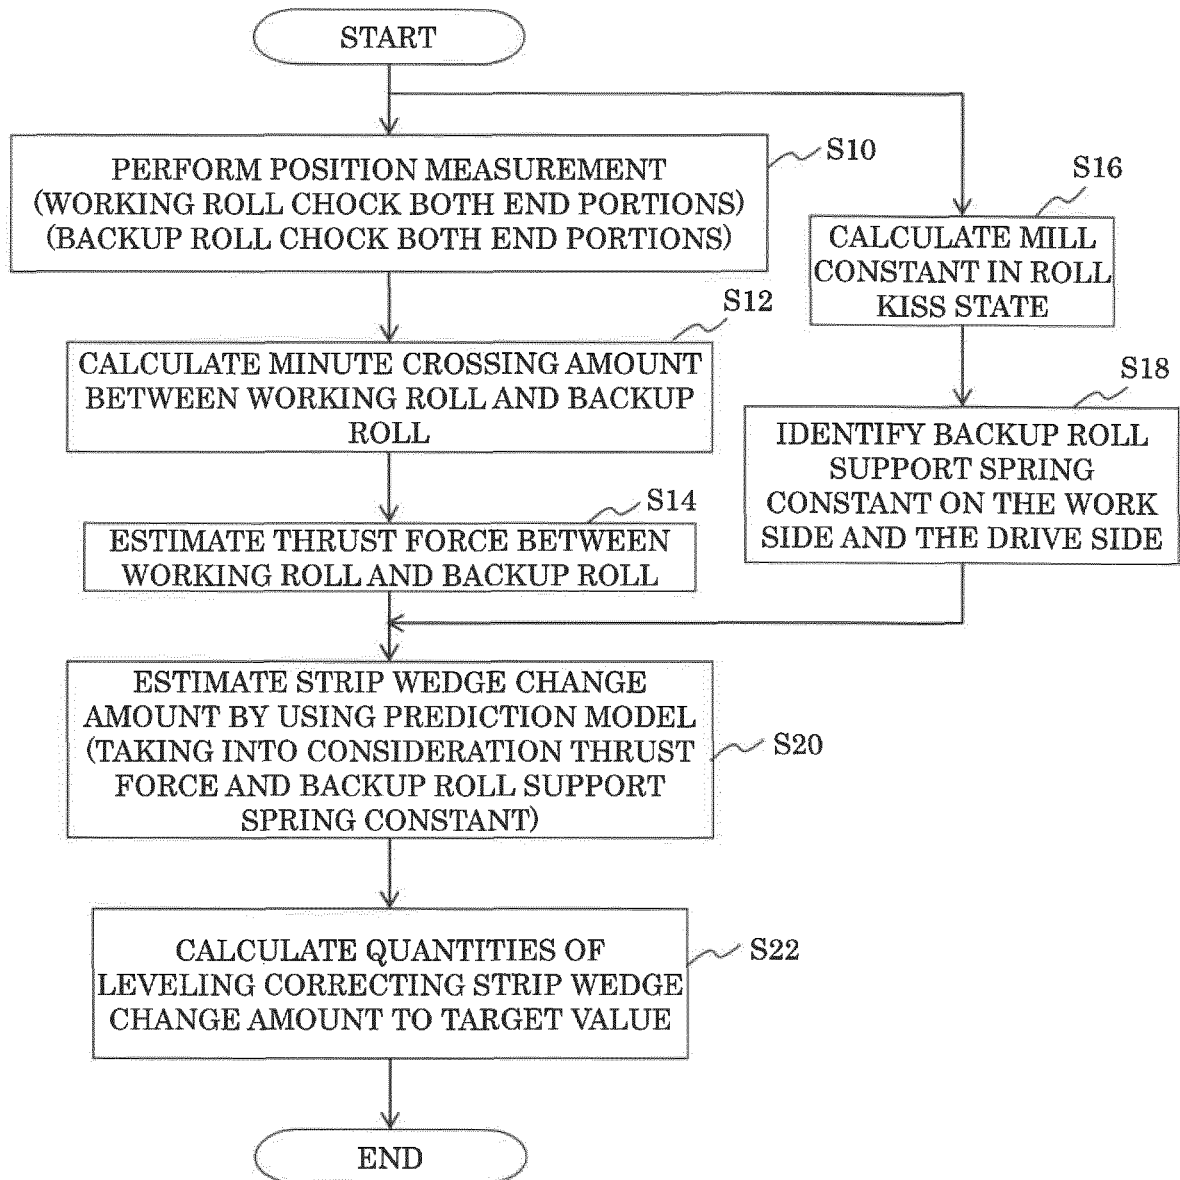 START
S10
PERFORM POSITION MEASUREMENT
(WORKING ROLL CHOCK BOTH END PORTIONS)
(BACKUP ROLL CHOCK BOTH END PORTIONS)
S12
CALCULATE MINUTE CROSSING AMOUNT
BETWEEN WORKING ROLL AND BACKUP
ROLL
S14
ESTIMATE THRUST FORCE BETWEEN
WORKING ROLL AND BACKUP ROLL
S16
CALCULATE MILL
CONSTANT IN ROLL
KISS STATE
S18
IDENTIFY BACKUP ROLL
SUPPORT SPRING
CONSTANT ON THE WORK
SIDE AND THE DRIVE SIDE
S20
ESTIMATE STRIP WEDGE CHANGE
AMOUNT BY USING PREDICTION MODEL
(TAKING INTO CONSIDERATION THRUST
FORCE AND BACKUP ROLL SUPPORT
SPRING CONSTANT)
S22
CALCULATE QUANTITIES OF
LEVELING CORRECTING STRIP WEDGE
CHANGE AMOUNT TO TARGET VALUE
END